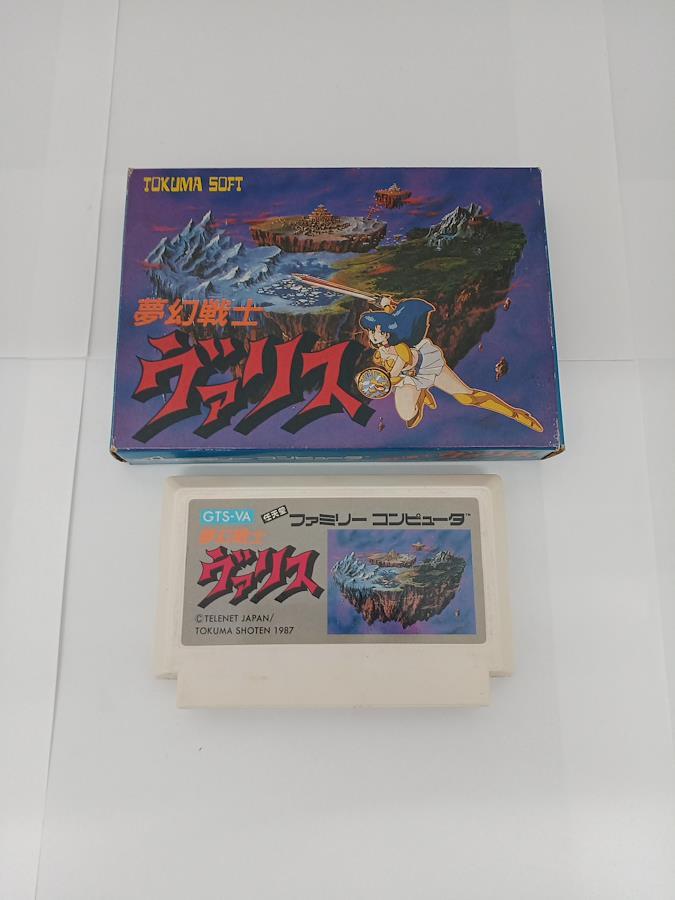 TOKUMA SOFT
夢幻戦士
ヴァリス
GTS-VA 任天堂 ファミリー コンピュータ™
夢幻戦士
ヴァリス
© TELENET JAPAN/
TOKUMA SHOTEN 1987